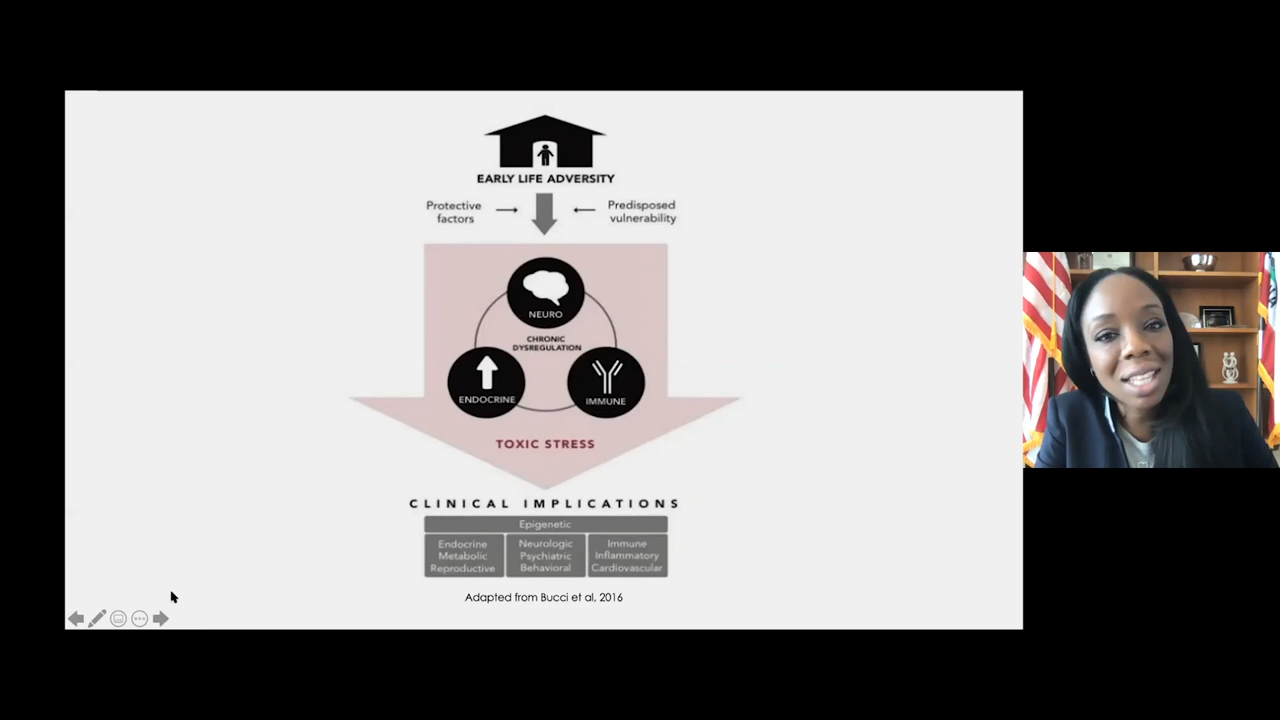 EARLY LIFE ADVERSITY
Protective
factors
Predisposed
vulnerability
NEURO
CHRONIC
DYSREGULATION
ENDOCRINE
IMMUNE
TOXIC STRESS
CLINICAL IMPLICATIONS
Epigenetic
Endocrine
Metabolic
Reproductive
Neurologic
Psychiatric
Behavioral
Immune
Inflammatory
Cardiovascular
Adapted from Bucci et al, 2016